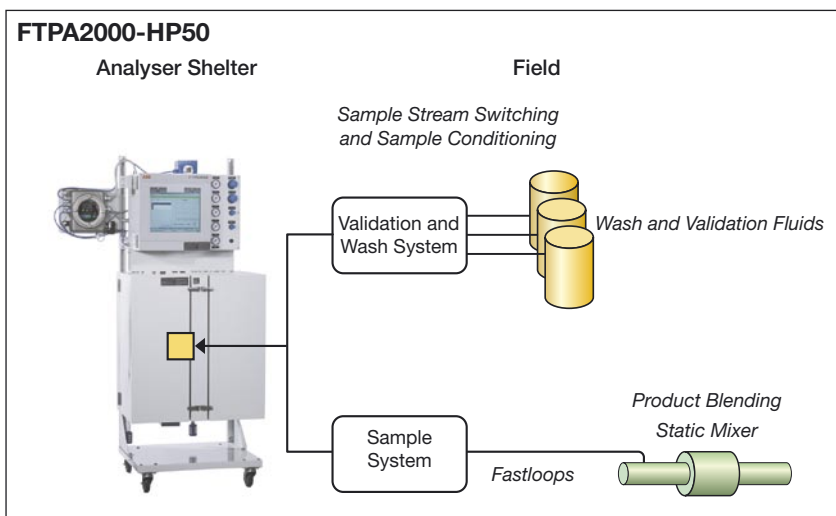 FTPA2000-HP50
Analyser Shelter
Field
Sample Stream Switching
and Sample Conditioning
Validation and
Wash System
Wash and Validation Fluids
Product Blending
Static Mixer
Sample
System
Fastloops